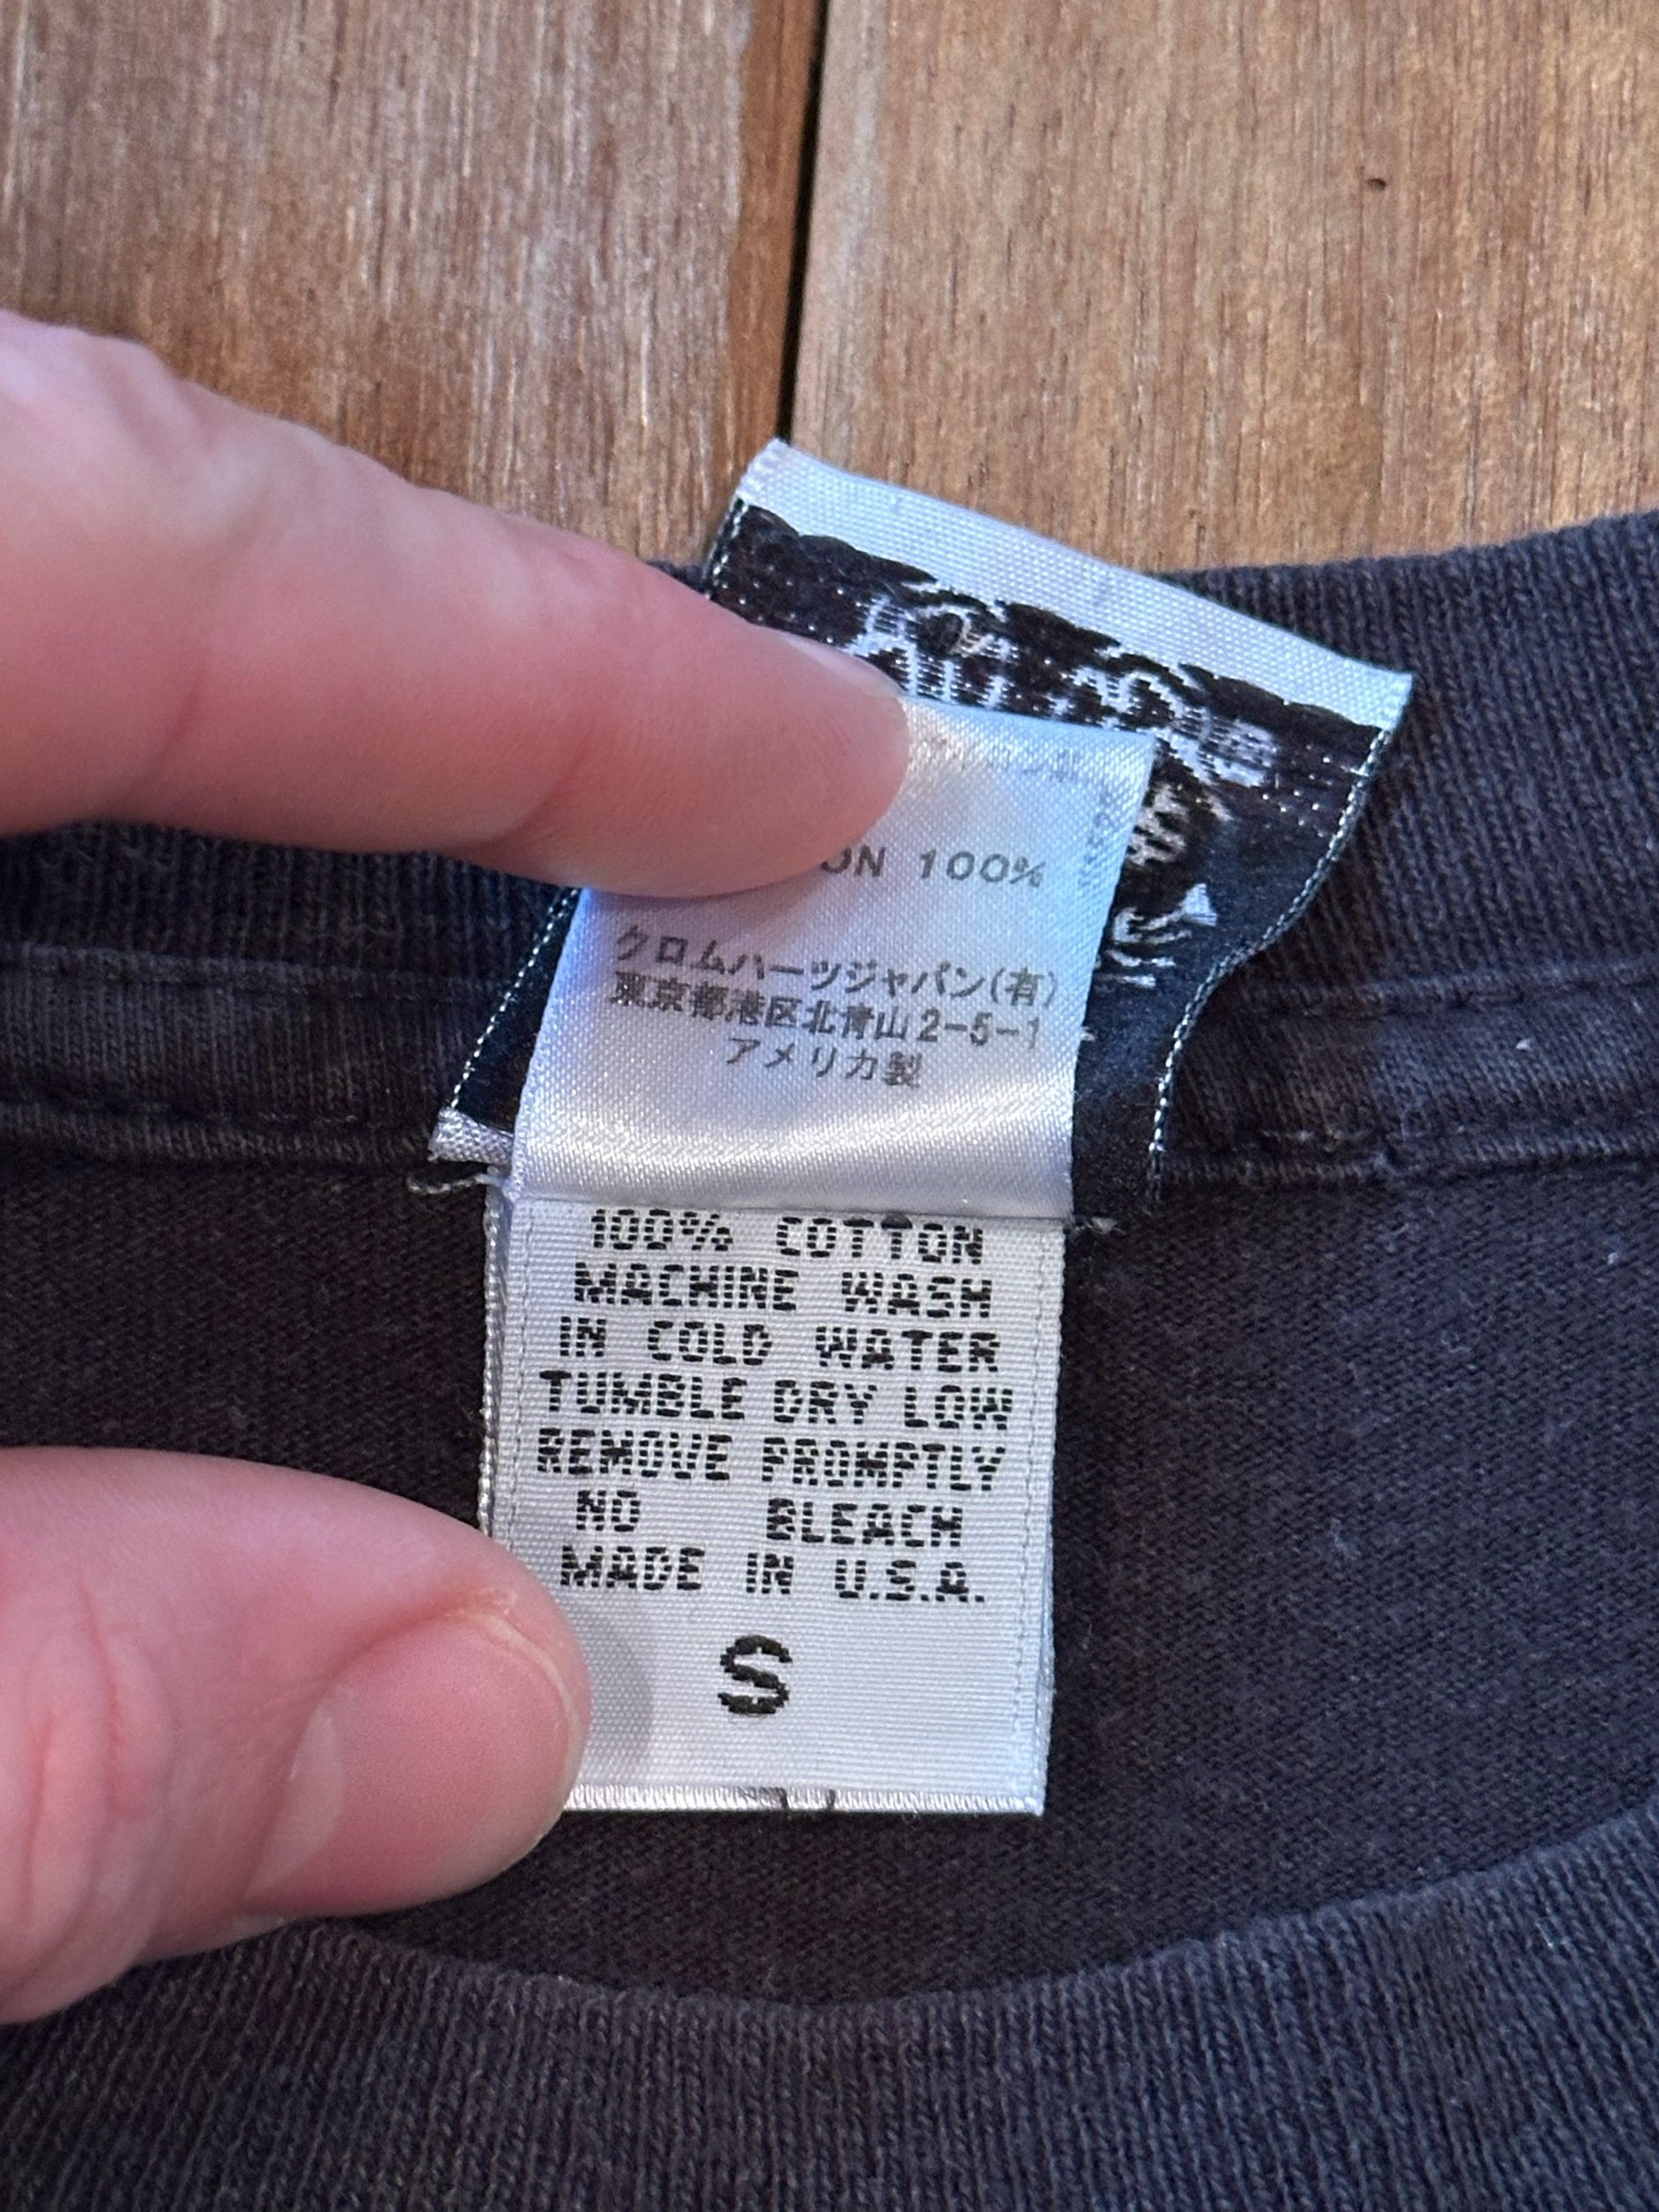 ON 100%
クロムハーツジャパン(有)
東京都港区北青山2-5-1
アメリカ製
100% COTTON
MACHINE WASH
IN COLD WATER
TUMBLE DRY LOW
REMOVE PROMPTLY
NO BLEACH
MADE IN U.S.A.
S